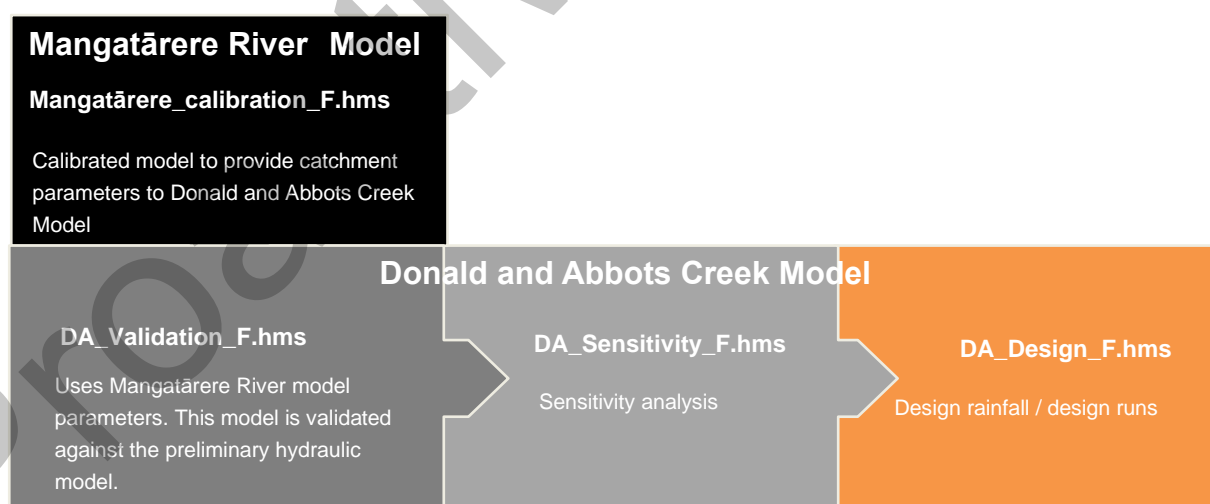 Mangatārere River  Model
Mangatārere_calibration_F.hms
Calibrated model to provide catchment
parameters to Donald and Abbots Creek
Model
Donald and Abbots Creek Model
DA_Validation_F.hms
Uses Mangatārere River model
parameters. This model is validated
against the preliminary hydraulic
model.
DA_Sensitivity_F.hms
Sensitivity analysis
DA_Design_F.hms
Design rainfall / design runs